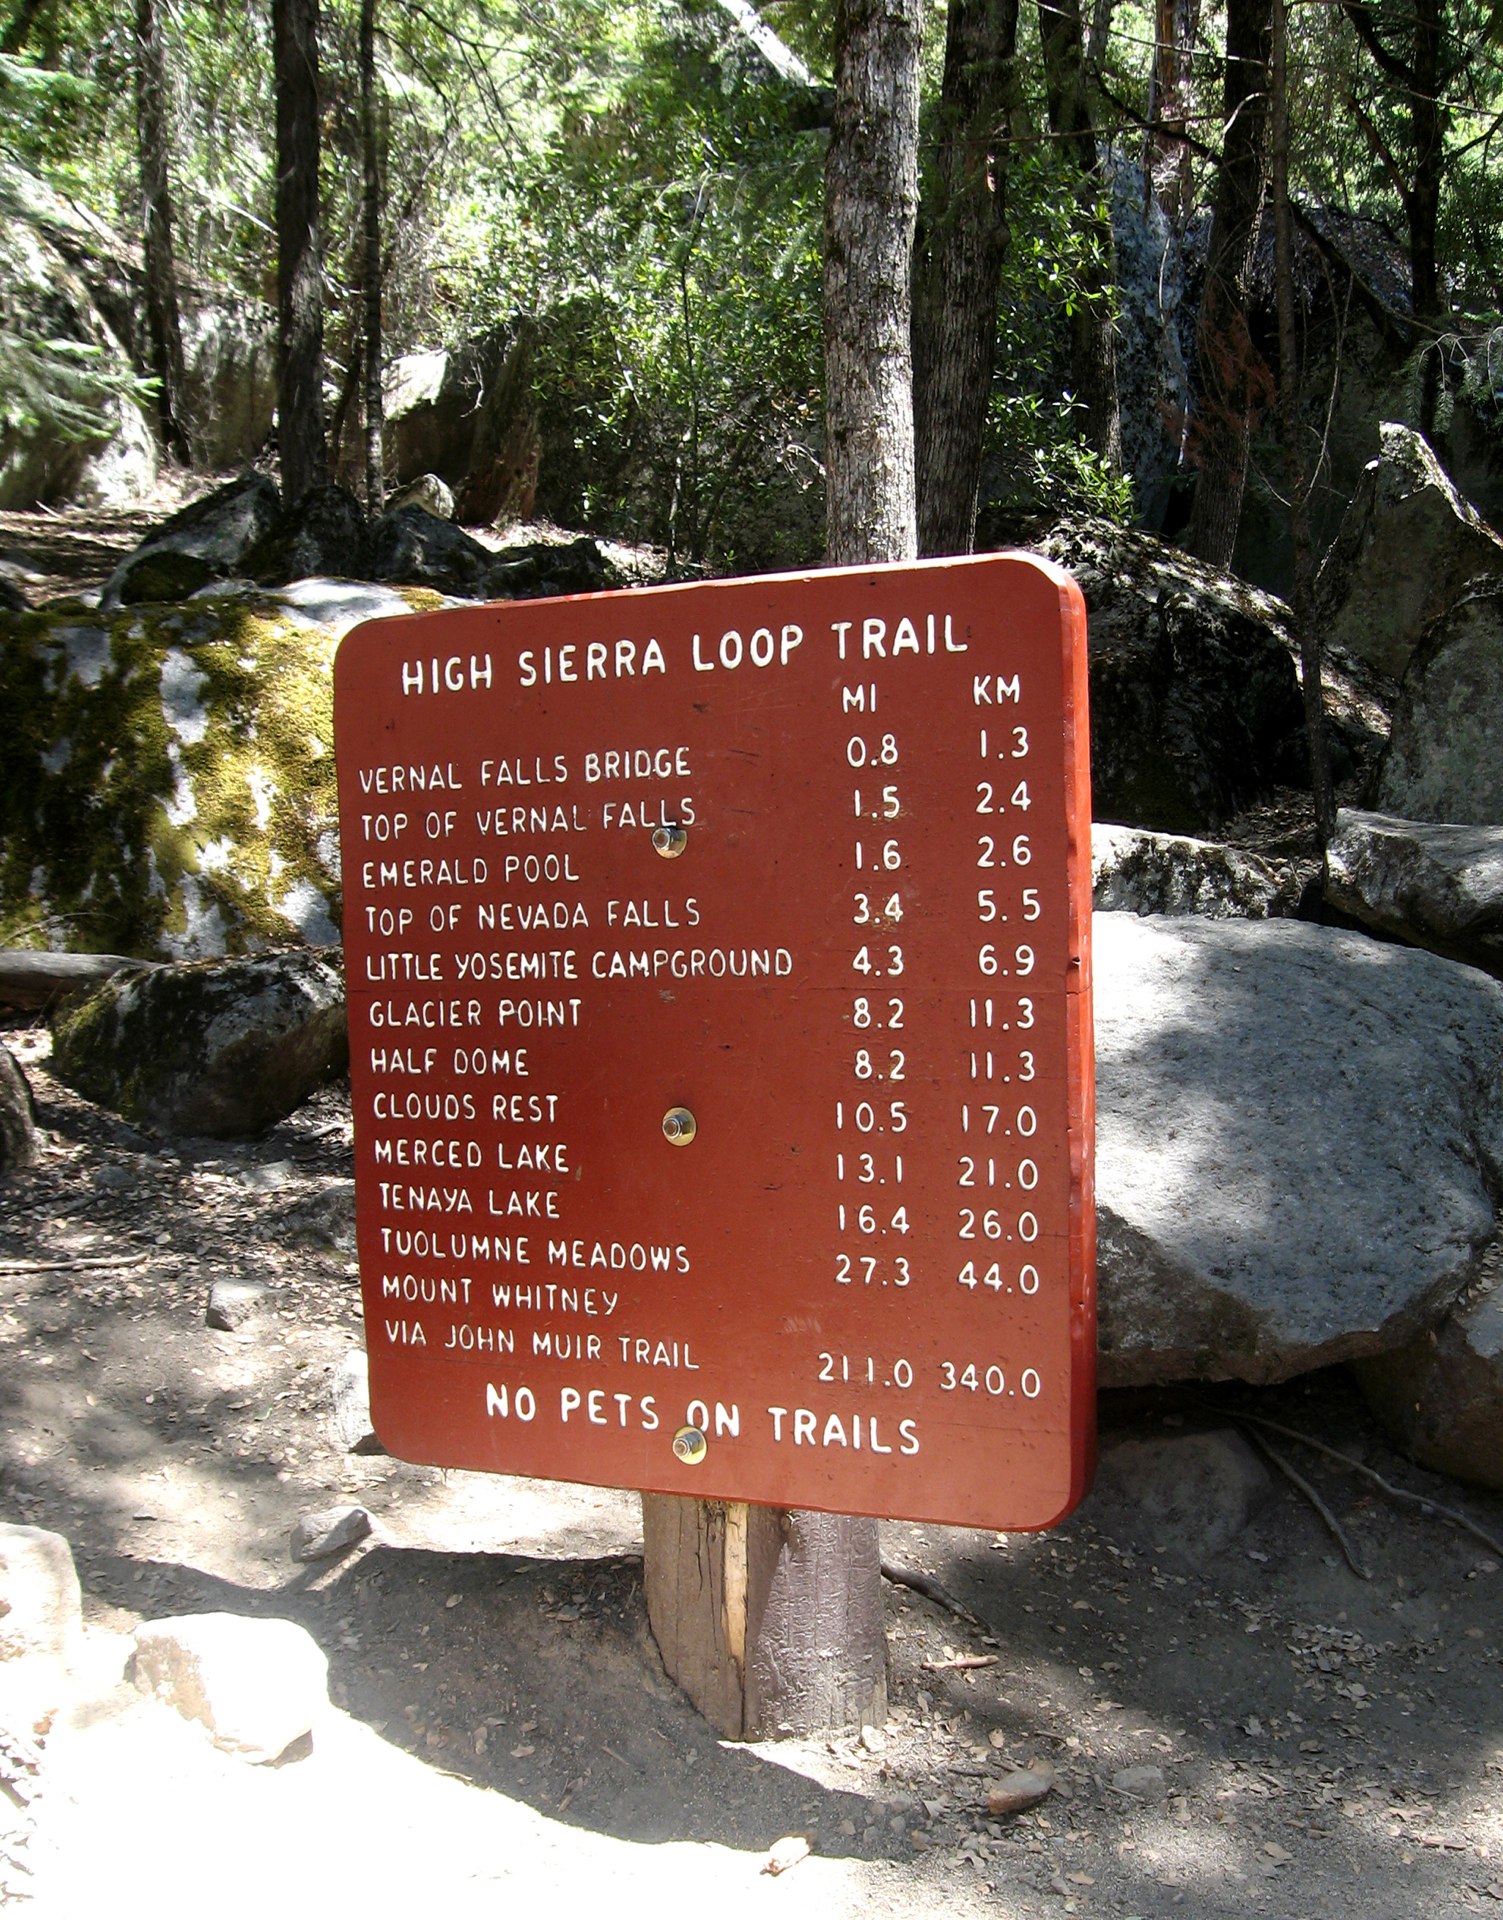 HIGH SIERRA LOOP TRAIL
MI KM
VERNAL FALLS BRIDGE 0.8 1.3
TOP OF VERNAL FALLS 1.5 2.4
EMERALD POOL 1.6 2.6
TOP OF NEVADA FALLS 3.4 5.5
LITTLE YOSEMITE CAMPGROUND 4.3 6.9
GLACIER POINT 8.2 11.3
HALF DOME 8.2 11.3
CLOUDS REST 10.5 17.0
MERCED LAKE 13.1 21.0
TENAYA LAKE 16.4 26.0
TUOLUMNE MEADOWS 27.3 44.0
MOUNT WHITNEY
VIA JOHN MUIR TRAIL 211.0 340.0
NO PETS ON TRAILS